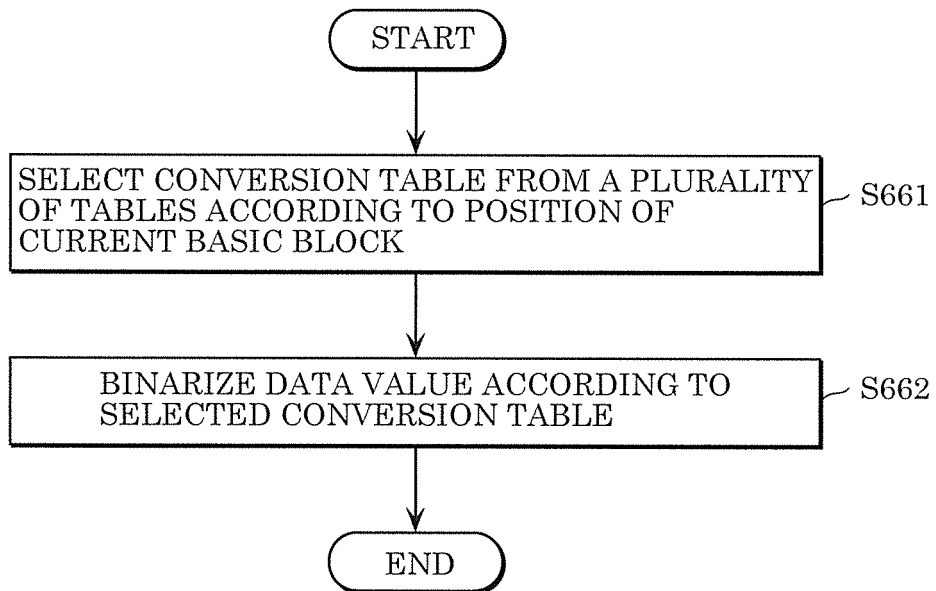 START
SELECT CONVERSION TABLE FROM A PLURALITY
OF TABLES ACCORDING TO POSITION OF
CURRENT BASIC BLOCK
S661
BINARIZE DATA VALUE ACCORDING TO
SELECTED CONVERSION TABLE
S662
END